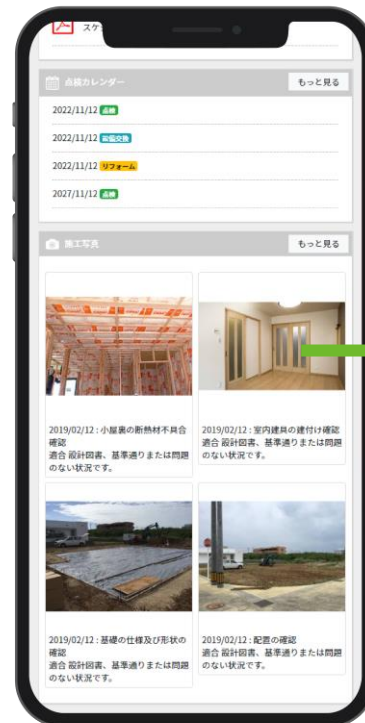 スケ
点検カレンダー
もっと見る
2022/11/12 点検
2022/11/12 設備交換
2022/11/12 リフォーム
2027/11/12 点検
施工写真
もっと見る
2019/02/12 : 小屋裏の断熱材不具合
確認
適合 設計図書、基準通りまたは問題
のない状況です。
2019/02/12 : 室内建具の建付け確認
適合 設計図書、基準通りまたは問題
のない状況です。
2019/02/12 : 基礎の仕様及び形状の
確認
適合 設計図書、基準通りまたは問題
のない状況です。
2019/02/12 : 配置の確認
適合 設計図書、基準通りまたは問題
のない状況です。